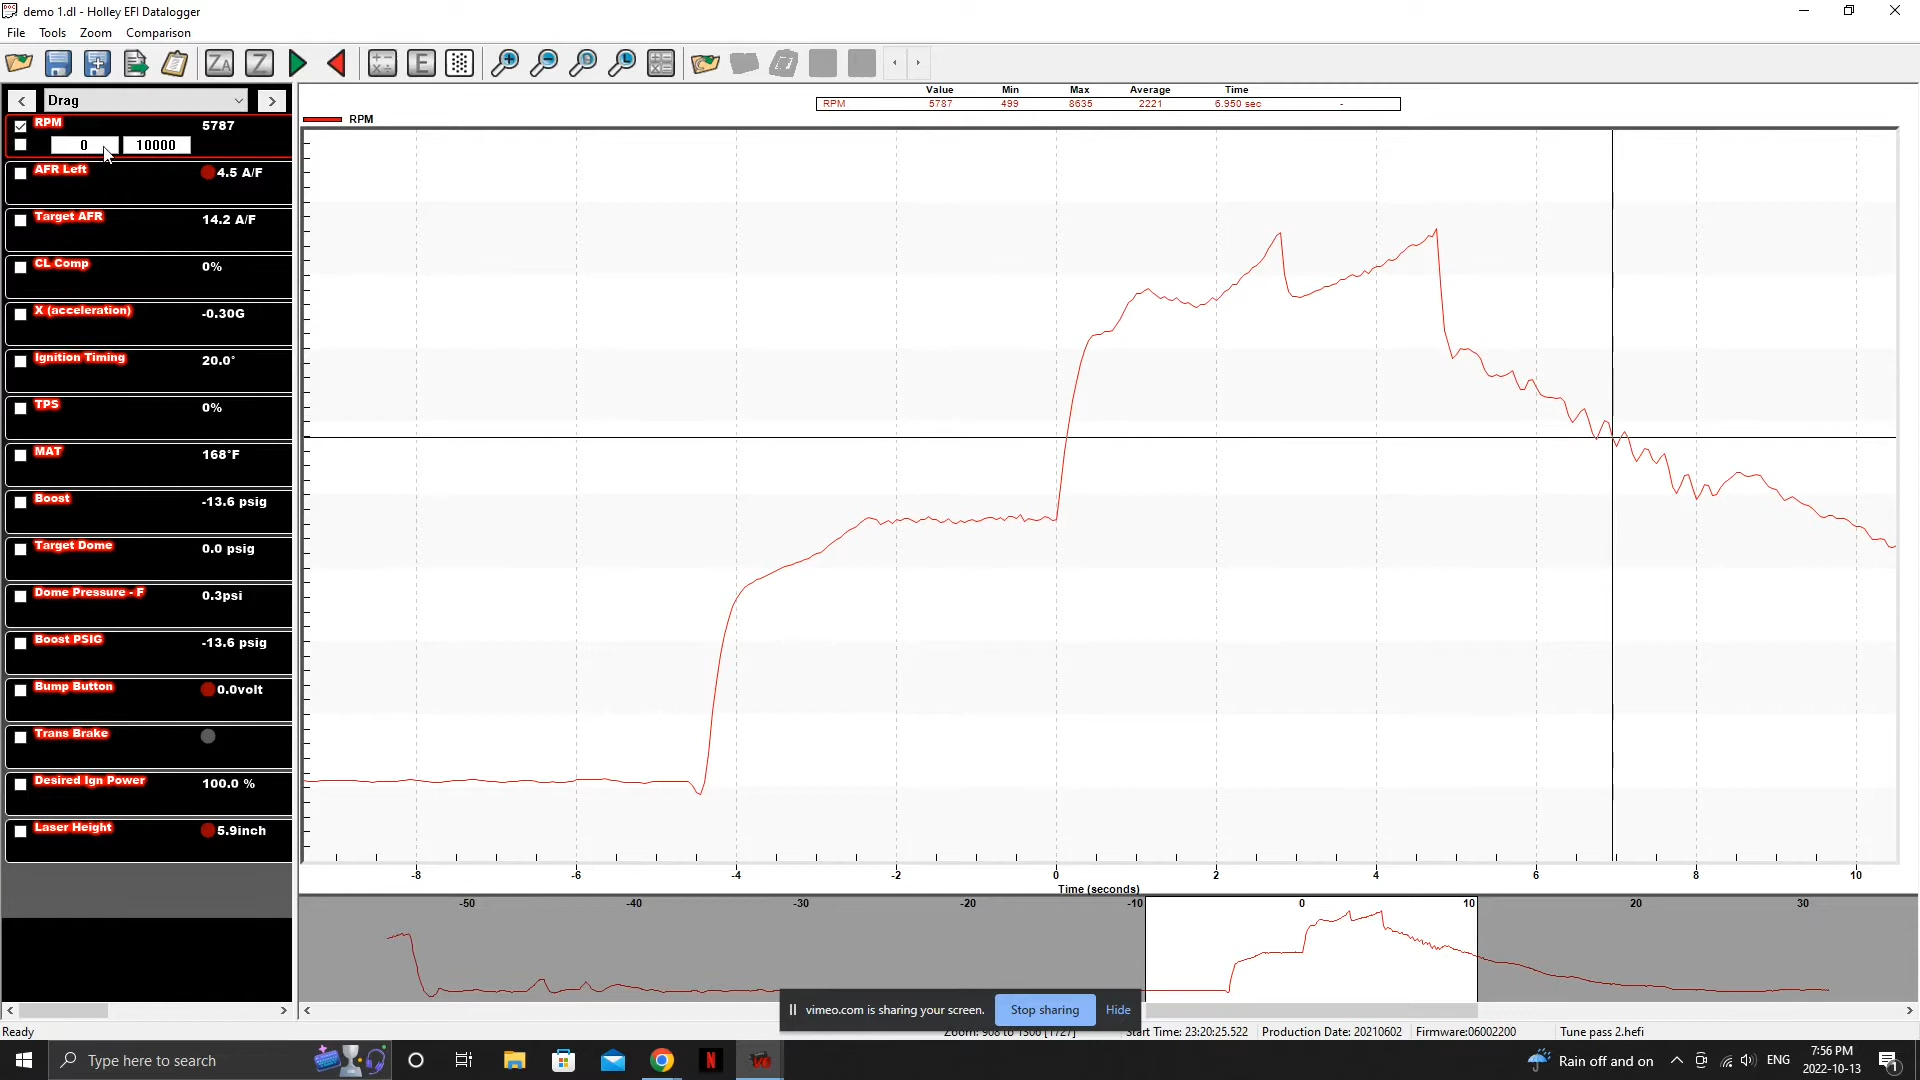 demo 1.dl - Holley EFI Datalogger
File Tools Zoom Comparison
Drag
RPM 5787
0 10000
AFR Left 4.5 A/F
Target AFR 14.2 A/F
CL Comp 0%
X (acceleration) -0.30G
Ignition Timing 20.0°
TPS 0%
MAT 168°F
Boost -13.6 psig
Target Dome 0.0 psig
Dome Pressure - F 0.3psi
Boost PSIG -13.6 psig
Bump Button 0.0volt
Trans Brake
Desired Ign Power 100.0 %
Laser Height 5.9inch
Value Min Max Average Time
RPM 5787 499 8635 2221 6.950 sec -
RPM
-8 -6 -4 -2 0 2 4 6 8 10
Time (seconds)
-50 -40 -30 -20 -10 0 10 20 30
vimeo.com is sharing your screen. Stop sharing Hide
Ready
Start Time: 23:20:25.522 Production Date: 20210602 Firmware:06002200 Tune pass 2.hefi
Type here to search
Rain off and on ENG
7:56 PM
2022-10-13
1